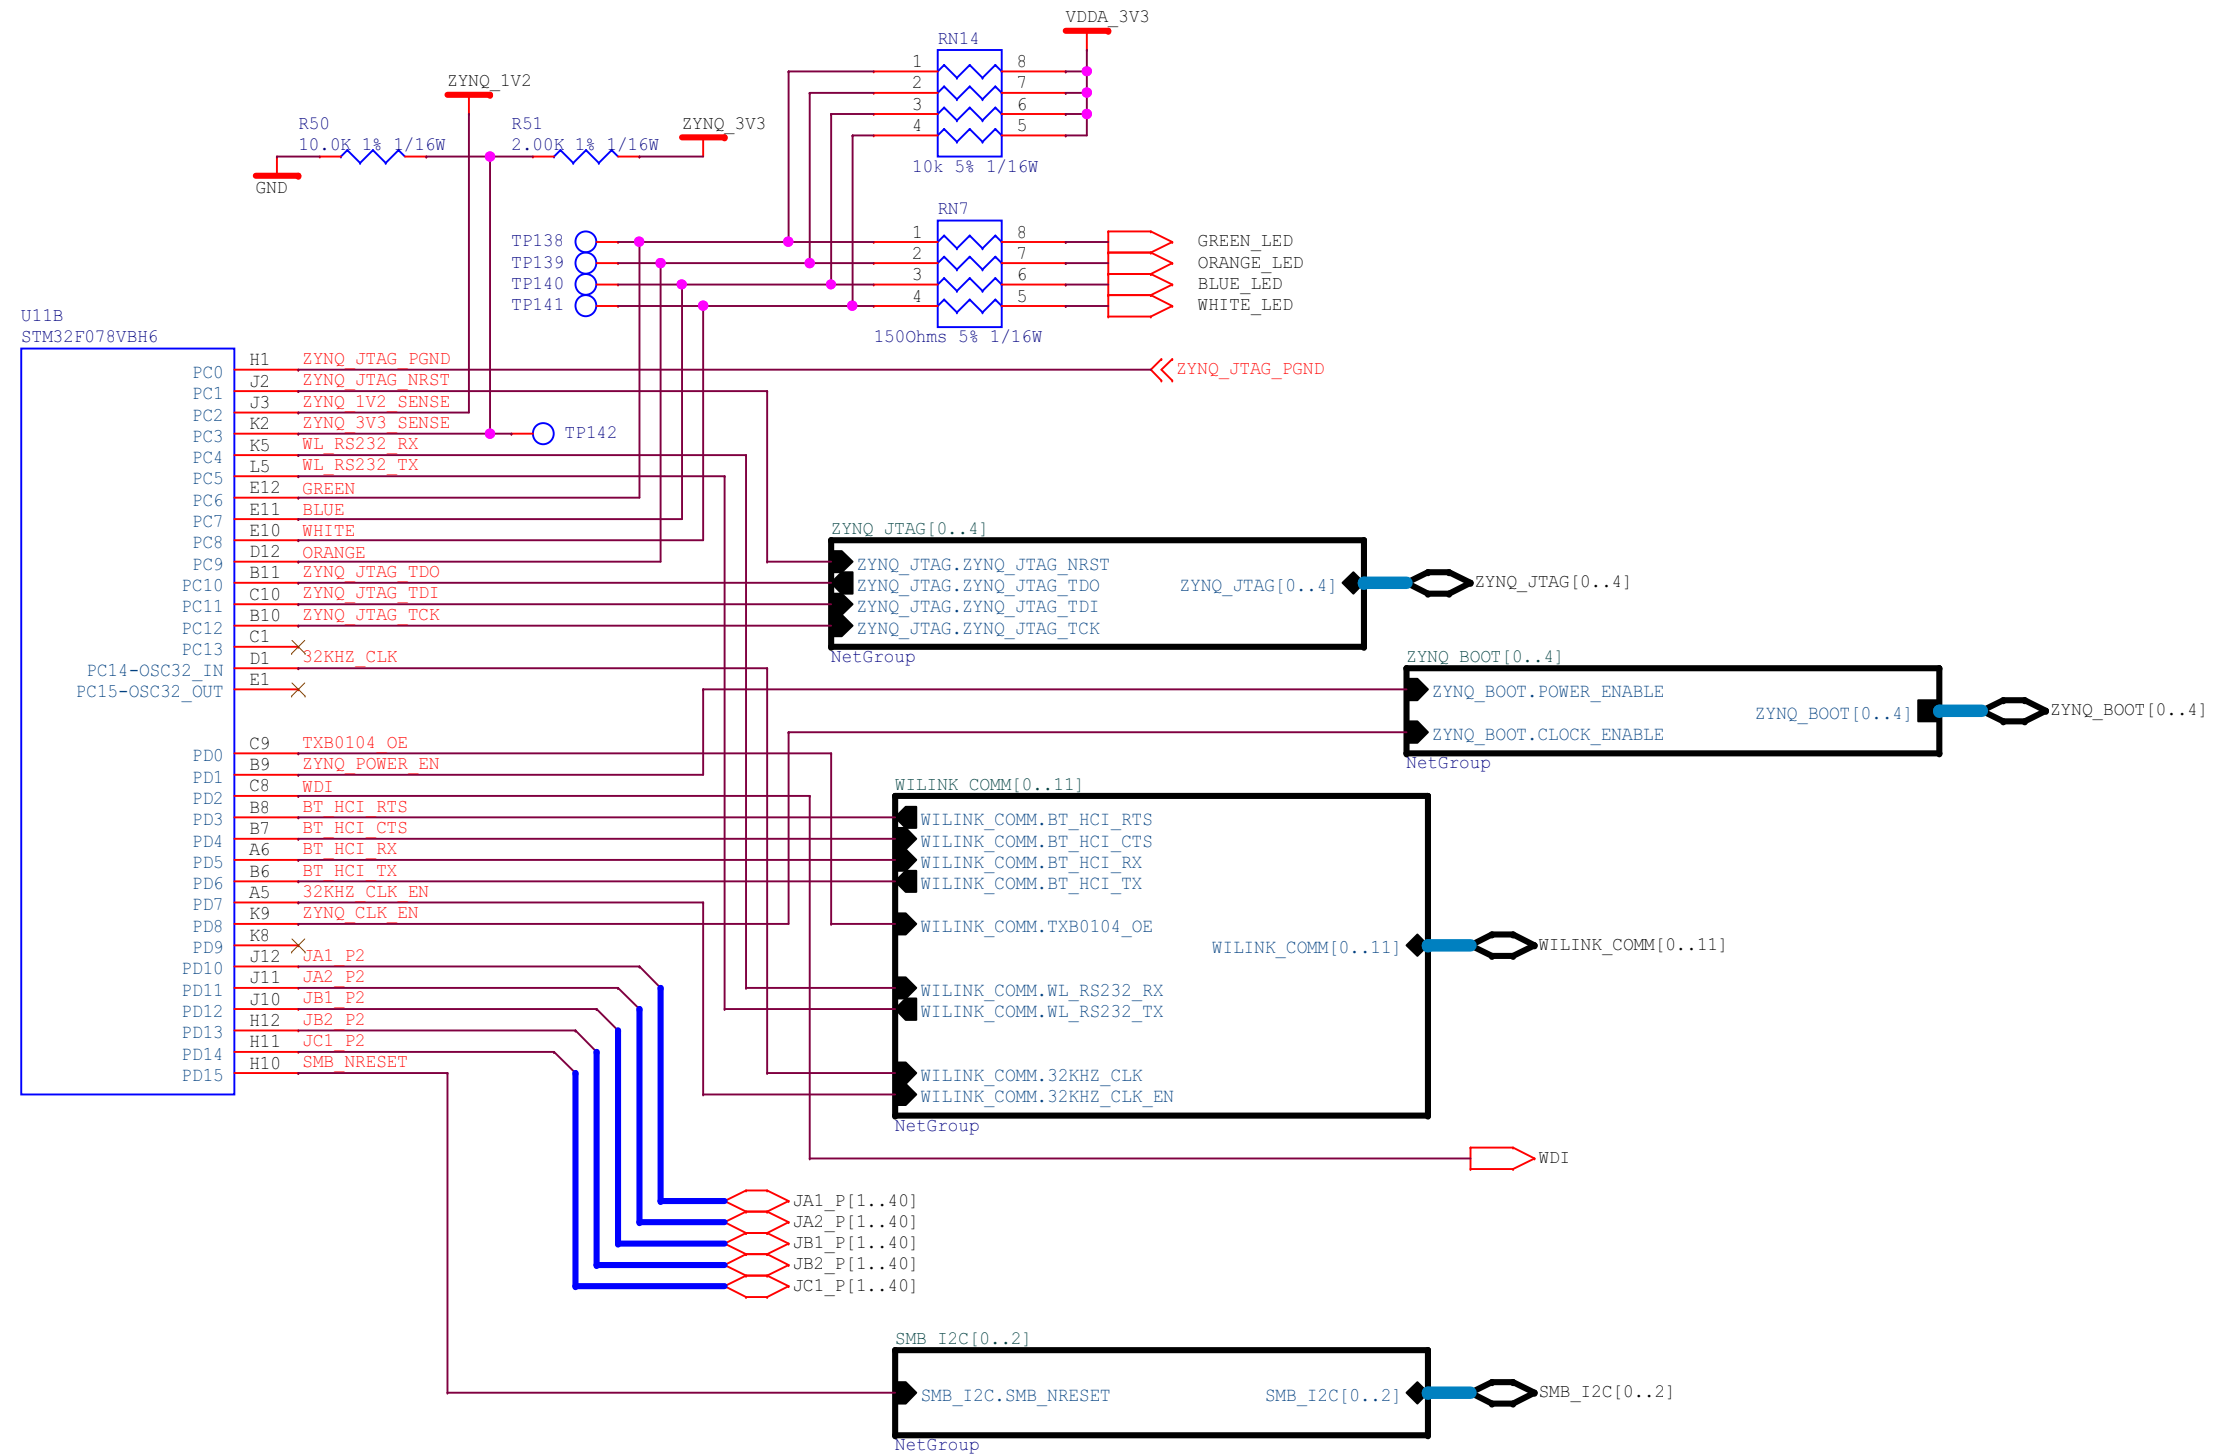 VDDA_3V3
RN14
1 8
2 7
3 6
4 5
10k 5% 1/16W
ZYNQ_1V2
R50
10.0K 1% 1/16W
R51
2.00K 1% 1/16W
ZYNQ_3V3
GND
RN7
TP138 1 8 GREEN_LED
TP139 2 7 ORANGE_LED
TP140 3 6 BLUE_LED
TP141 4 5 WHITE_LED
150Ohms 5% 1/16W
U11B
STM32F078VBH6
PC0 H1 ZYNQ_JTAG_PGND ZYNQ_JTAG_PGND
PC1 J2 ZYNQ_JTAG_NRST
PC2 J3 ZYNQ_1V2_SENSE
PC3 K2 ZYNQ_3V3_SENSE TP142
PC4 K5 WL_RS232_RX
PC5 L5 WL_RS232_TX
PC6 E12 GREEN
PC7 E11 BLUE
PC8 E10 WHITE
PC9 D12 ORANGE
PC10 B11 ZYNQ_JTAG_TDO
PC11 C10 ZYNQ_JTAG_TDI
PC12 B10 ZYNQ_JTAG_TCK
PC13 C1
PC14-OSC32_IN D1 32KHZ_CLK
PC15-OSC32_OUT E1
PD0 C9 TXB0104_OE
PD1 B9 ZYNQ_POWER_EN
PD2 C8 WDI
PD3 B8 BT_HCI_RTS
PD4 B7 BT_HCI_CTS
PD5 A6 BT_HCI_RX
PD6 B6 BT_HCI_TX
PD7 A5 32KHZ_CLK_EN
PD8 K9 ZYNQ_CLK_EN
PD9 K8
PD10 J12 JA1_P2
PD11 J11 JA2_P2
PD12 J10 JB1_P2
PD13 H12 JB2_P2
PD14 H11 JC1_P2
PD15 H10 SMB_NRESET
ZYNQ_JTAG[0..4]
ZYNQ_JTAG.ZYNQ_JTAG_NRST
ZYNQ_JTAG.ZYNQ_JTAG_TDO ZYNQ_JTAG[0..4] ZYNQ_JTAG[0..4]
ZYNQ_JTAG.ZYNQ_JTAG_TDI
ZYNQ_JTAG.ZYNQ_JTAG_TCK
NetGroup
ZYNQ_BOOT[0..4]
ZYNQ_BOOT.POWER_ENABLE
ZYNQ_BOOT[0..4] ZYNQ_BOOT[0..4]
ZYNQ_BOOT.CLOCK_ENABLE
NetGroup
WILINK_COMM[0..11]
WILINK_COMM.BT_HCI_RTS
WILINK_COMM.BT_HCI_CTS
WILINK_COMM.BT_HCI_RX
WILINK_COMM.BT_HCI_TX
WILINK_COMM.TXB0104_OE
WILINK_COMM[0..11] WILINK_COMM[0..11]
WILINK_COMM.WL_RS232_RX
WILINK_COMM.WL_RS232_TX
WILINK_COMM.32KHZ_CLK
WILINK_COMM.32KHZ_CLK_EN
NetGroup
WDI
JA1_P[1..40]
JA2_P[1..40]
JB1_P[1..40]
JB2_P[1..40]
JC1_P[1..40]
SMB_I2C[0..2]
SMB_I2C.SMB_NRESET SMB_I2C[0..2] SMB_I2C[0..2]
NetGroup